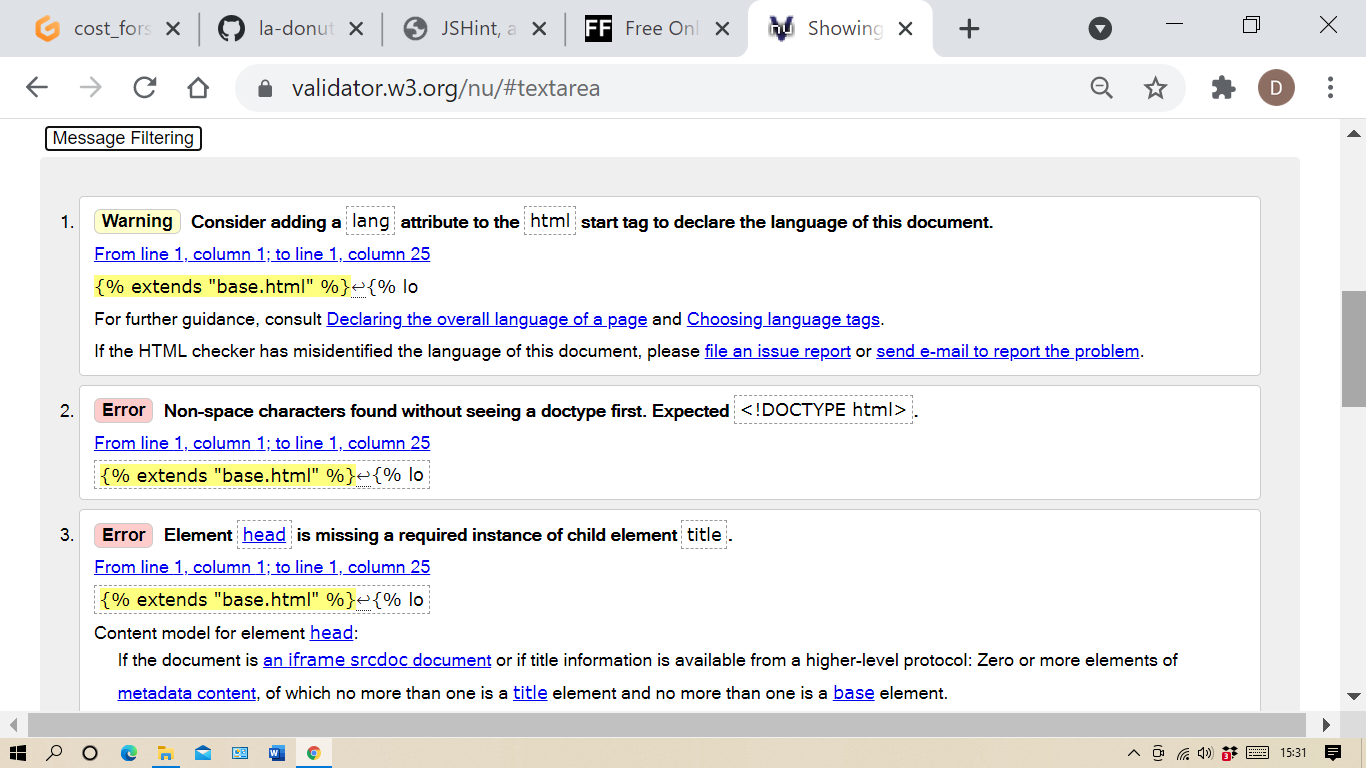 cost_fors
la-donut
JSHint, a
FF Free Onl
nu Showing
validator.w3.org/nu/#textarea
D
Message Filtering
1. Warning Consider adding a lang attribute to the html start tag to declare the language of this document.
From line 1, column 1; to line 1, column 25
{% extends "base.html" %}↩{% lo
For further guidance, consult Declaring the overall language of a page and Choosing language tags.
If the HTML checker has misidentified the language of this document, please file an issue report or send e-mail to report the problem.
2. Error Non-space characters found without seeing a doctype first. Expected <!DOCTYPE html>.
From line 1, column 1; to line 1, column 25
{% extends "base.html" %}↩{% lo
3. Error Element head is missing a required instance of child element title.
From line 1, column 1; to line 1, column 25
{% extends "base.html" %}↩{% lo
Content model for element head:
If the document is an iframe srcdoc document or if title information is available from a higher-level protocol: Zero or more elements of
metadata content, of which no more than one is a title element and no more than one is a base element.
3
15:31